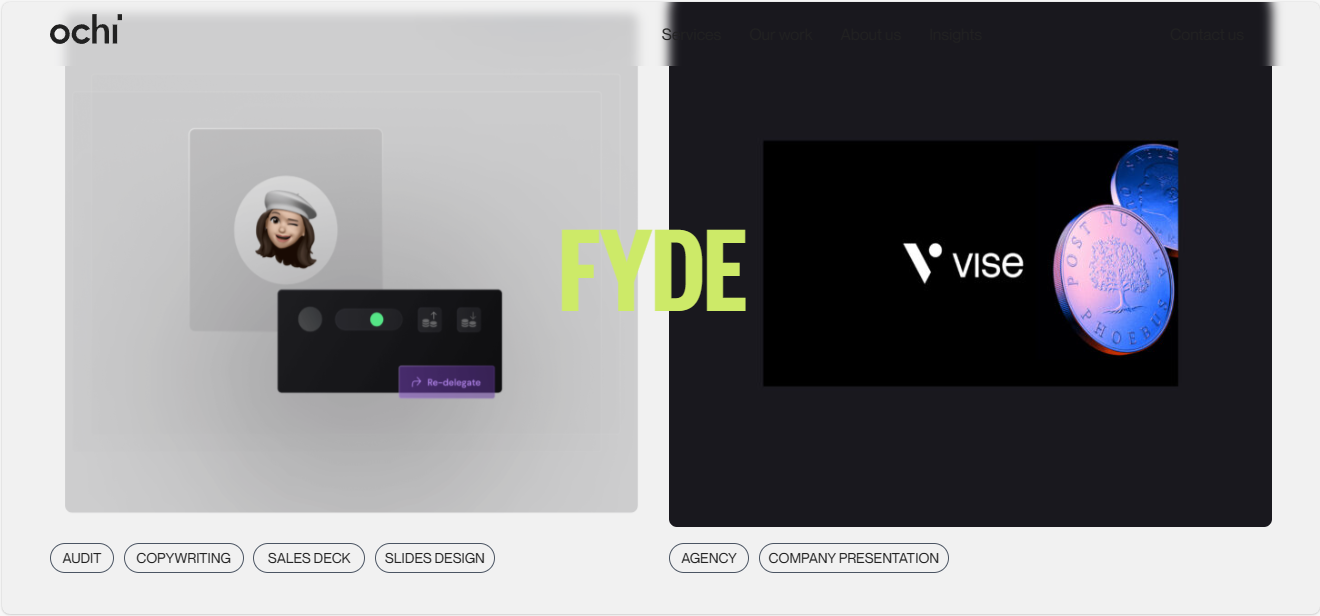 ochi
Services Our work About us Insights Contact us
FYDE
vise
POST NUBILA
PHOEBUS
Re-delegate
AUDIT COPYWRITING SALES DECK SLIDES DESIGN
AGENCY COMPANY PRESENTATION